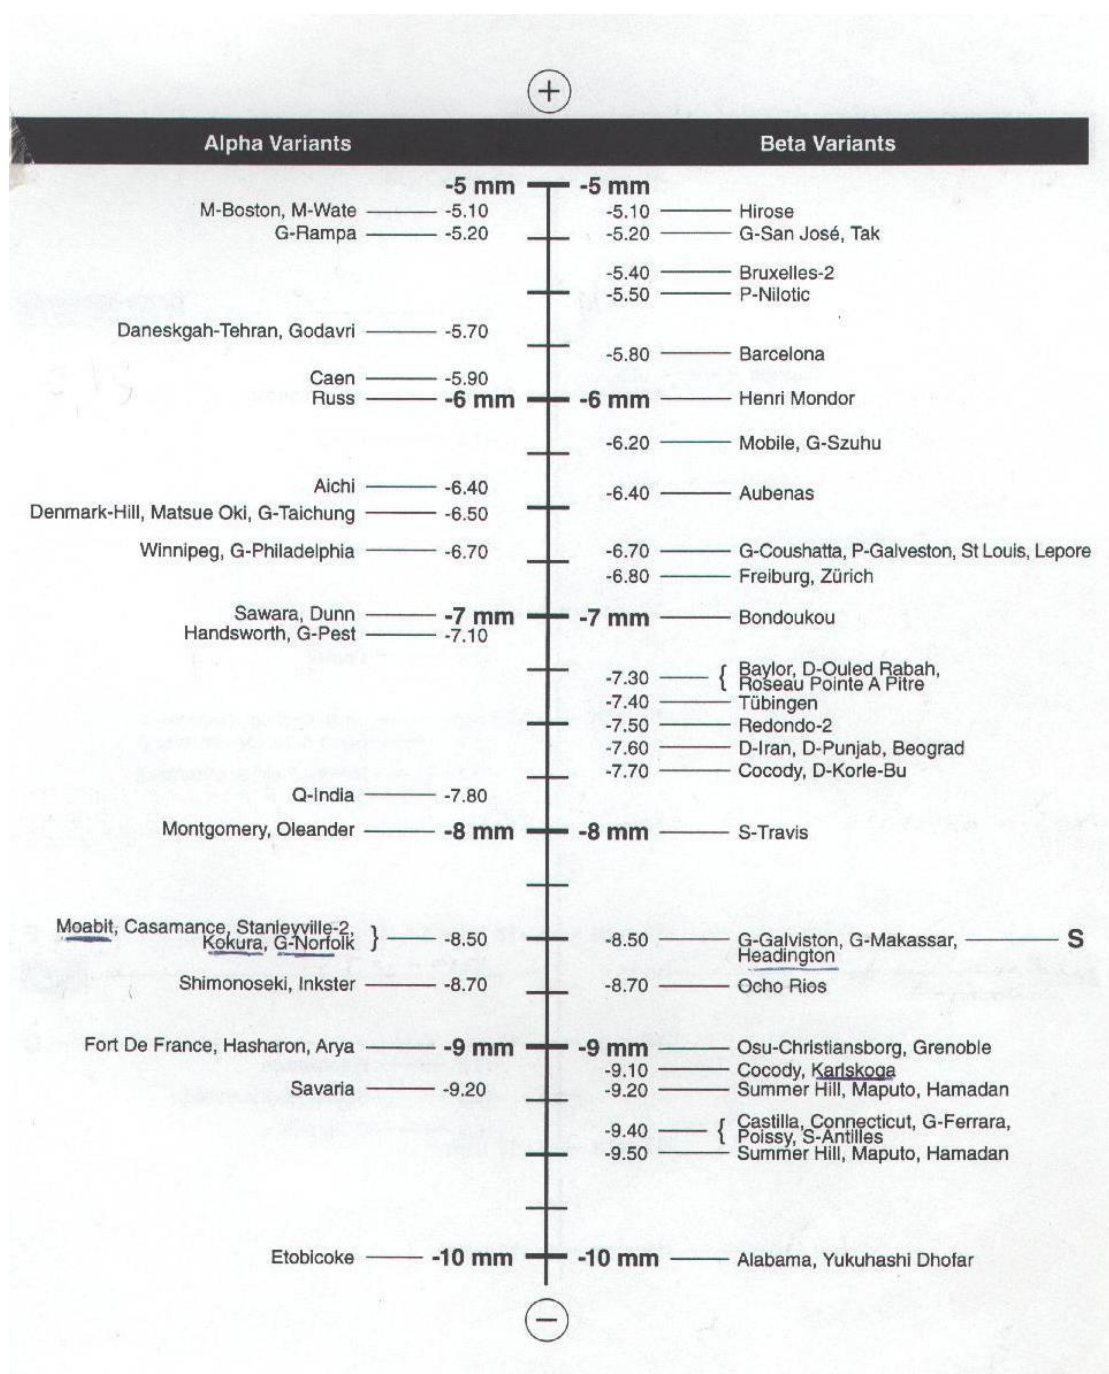 +
Alpha Variants Beta Variants
-5 mm -5 mm
M-Boston, M-Wate -5.10 -5.10 Hirose
G-Rampa -5.20 -5.20 G-San José, Tak
-5.40 Bruxelles-2
-5.50 P-Nilotic
Daneskgah-Tehran, Godavri -5.70
-5.80 Barcelona
Caen -5.90
Russ -6 mm -6 mm Henri Mondor
-6.20 Mobile, G-Szuhu
Aichi -6.40
-6.40 Aubenas
Denmark-Hill, Matsue Oki, G-Taichung -6.50
Winnipeg, G-Philadelphia -6.70 -6.70 G-Coushatta, P-Galveston, St Louis, Lepore
-6.80 Freiburg, Zürich
Sawara, Dunn -7 mm -7 mm Bondoukou
Handsworth, G-Pest -7.10
-7.30 { Baylor, D-Ouled Rabah,
Roseau Pointe A Pitre
-7.40 Tübingen
-7.50 Redondo-2
-7.60 D-Iran, D-Punjab, Beograd
-7.70 Cocody, D-Korle-Bu
Q-India -7.80
Montgomery, Oleander -8 mm -8 mm S-Travis
Moabit, Casamance, Stanleyville-2,
Kokura, G-Norfolk } -8.50 -8.50 G-Galviston, G-Makassar, S
Headington
Shimonoseki, Inkster -8.70 -8.70 Ocho Rios
Fort De France, Hasharon, Arya -9 mm -9 mm Osu-Christiansborg, Grenoble
-9.10 Cocody, Karlskoga
Savaria -9.20 -9.20 Summer Hill, Maputo, Hamadan
-9.40 { Castilla, Connecticut, G-Ferrara,
Poissy, S-Antilles
-9.50 Summer Hill, Maputo, Hamadan
Etobicoke -10 mm -10 mm Alabama, Yukuhashi Dhofar
−